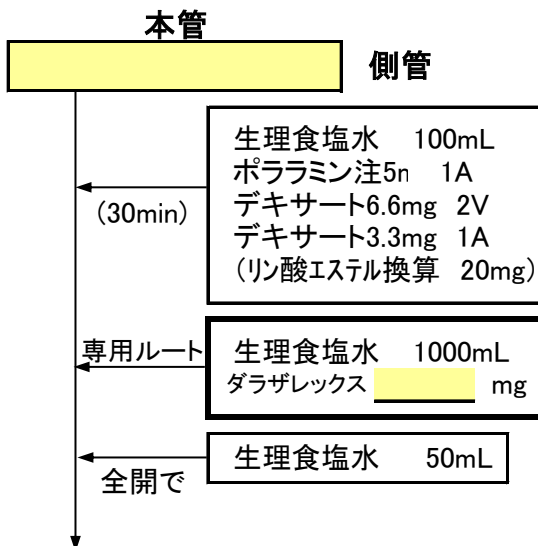 本管
側管
生理食塩水 100mL
ポララミン注5n 1A
デキサート6.6mg 2V
デキサート3.3mg 1A
(リン酸エステル換算 20mg)
(30min)
専用ルート
生理食塩水 1000mL
ダラザレックス mg
生理食塩水 50mL
全開で